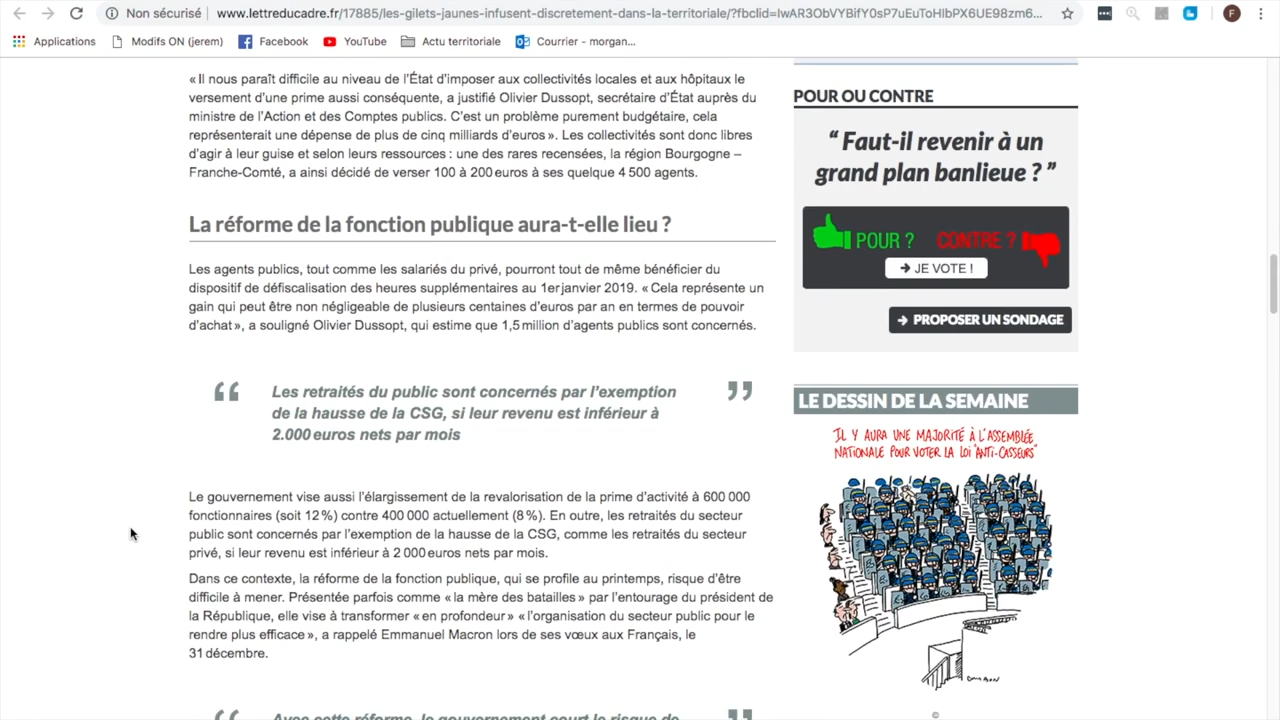 Non sécurisé
www.lettreducadre.fr/17885/les-gilets-jaunes-infusent-discretement-dans-la-territoriale/?fbclid=IwAR3ObVYBifY0sP7uEuToHIbPX6UE98zm6...
F
Applications
Modifs ON (jerem)
Facebook
YouTube
Actu territoriale
Courrier - morgan...
« Il nous paraît difficile au niveau de l’État d’imposer aux collectivités locales et aux hôpitaux le
versement d’une prime aussi conséquente, a justifié Olivier Dussopt, secrétaire d’État auprès du
ministre de l’Action et des Comptes publics. C’est un problème purement budgétaire, cela
représenterait une dépense de plus de cinq milliards d’euros ». Les collectivités sont donc libres
d’agir à leur guise et selon leurs ressources : une des rares recensées, la région Bourgogne –
Franche-Comté, a ainsi décidé de verser 100 à 200 euros à ses quelque 4 500 agents.
La réforme de la fonction publique aura-t-elle lieu ?
Les agents publics, tout comme les salariés du privé, pourront tout de même bénéficier du
dispositif de défiscalisation des heures supplémentaires au 1er janvier 2019. « Cela représente un
gain qui peut être non négligeable de plusieurs centaines d’euros par an en termes de pouvoir
d’achat », a souligné Olivier Dussopt, qui estime que 1,5 million d’agents publics sont concernés.
“ Les retraités du public sont concernés par l’exemption ”
de la hausse de la CSG, si leur revenu est inférieur à
2.000 euros nets par mois
Le gouvernement vise aussi l’élargissement de la revalorisation de la prime d’activité à 600 000
fonctionnaires (soit 12 %) contre 400 000 actuellement (8 %). En outre, les retraités du secteur
public sont concernés par l’exemption de la hausse de la CSG, comme les retraités du secteur
privé, si leur revenu est inférieur à 2 000 euros nets par mois.
Dans ce contexte, la réforme de la fonction publique, qui se profile au printemps, risque d’être
difficile à mener. Présentée parfois comme « la mère des batailles » par l’entourage du président de
la République, elle vise à transformer « en profondeur » « l’organisation du secteur public pour le
rendre plus efficace », a rappelé Emmanuel Macron lors de ses vœux aux Français, le
31 décembre.
“ Avec cette réforme, le gouvernement court le risque de ”
POUR OU CONTRE
“ Faut-il revenir à un
grand plan banlieue ? ”
POUR ? CONTRE ?
➔ JE VOTE !
➔ PROPOSER UN SONDAGE
LE DESSIN DE LA SEMAINE
IL Y AURA UNE MAJORITÉ À L’ASSEMBLÉE
NATIONALE POUR VOTER LA LOI "ANTI-CASSEURS"
©